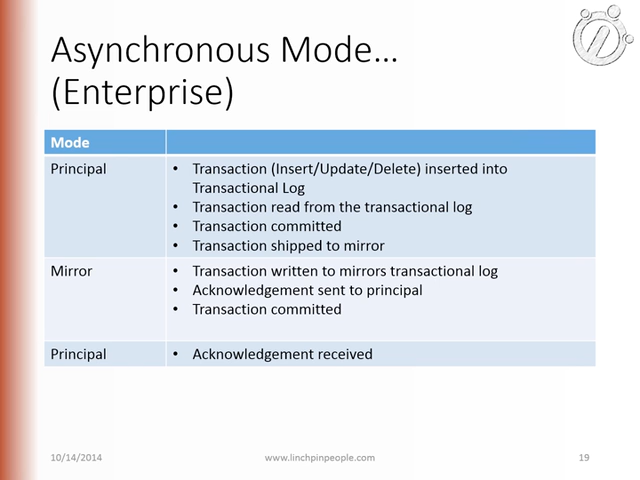 Asynchronous Mode...
(Enterprise)
Mode
Principal
• Transaction (Insert/Update/Delete) inserted into
Transactional Log
• Transaction read from the transactional log
• Transaction committed
• Transaction shipped to mirror
Mirror
• Transaction written to mirrors transactional log
• Acknowledgement sent to principal
• Transaction committed
Principal
• Acknowledgement received
10/14/2014
www.linchpinpeople.com
19